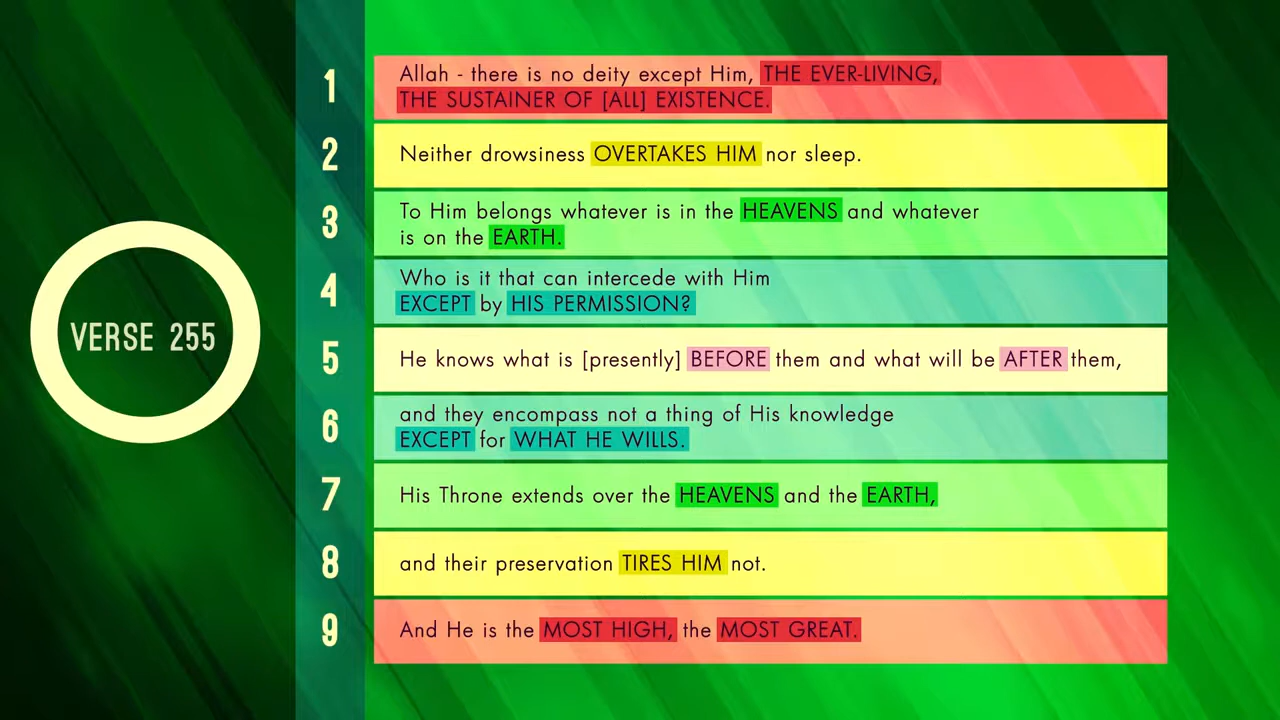 VERSE 255
1
Allah - there is no deity except Him, THE EVER-LIVING,
THE SUSTAINER OF [ALL] EXISTENCE.
2
Neither drowsiness OVERTAKES HIM nor sleep.
3
To Him belongs whatever is in the HEAVENS and whatever
is on the EARTH.
4
Who is it that can intercede with Him
EXCEPT by HIS PERMISSION?
5
He knows what is [presently] BEFORE them and what will be AFTER them,
6
and they encompass not a thing of His knowledge
EXCEPT for WHAT HE WILLS.
7
His Throne extends over the HEAVENS and the EARTH,
8
and their preservation TIRES HIM not.
9
And He is the MOST HIGH, the MOST GREAT.